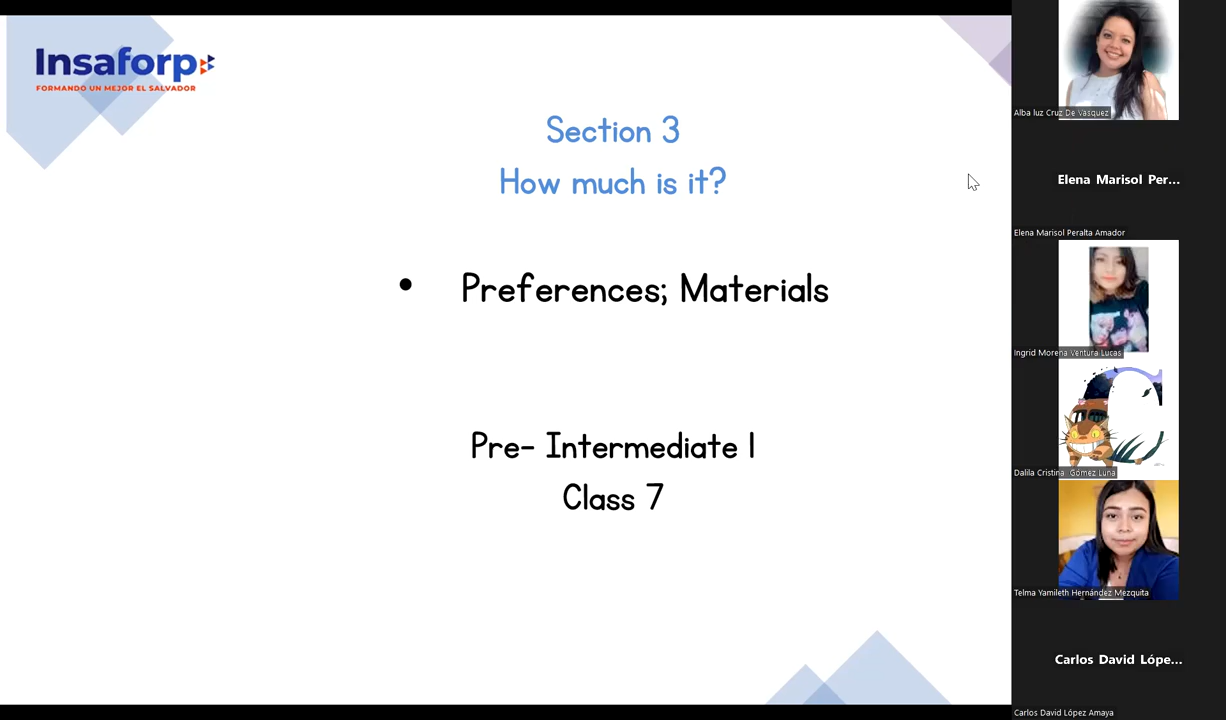 Insaforp
FORMANDO UN MEJOR EL SALVADOR
Section 3
How much is it?
• Preferences; Materials
Pre- Intermediate I
Class 7
Alba luz Cruz De Vasquez
Elena Marisol Per...
Elena Marisol Peralta Amador
Ingrid Morena Ventura Lucas
Dalila Cristina Gómez Luna
Telma Yamileth Hernández Mezquita
Carlos David Lópe...
Carlos David López Amaya